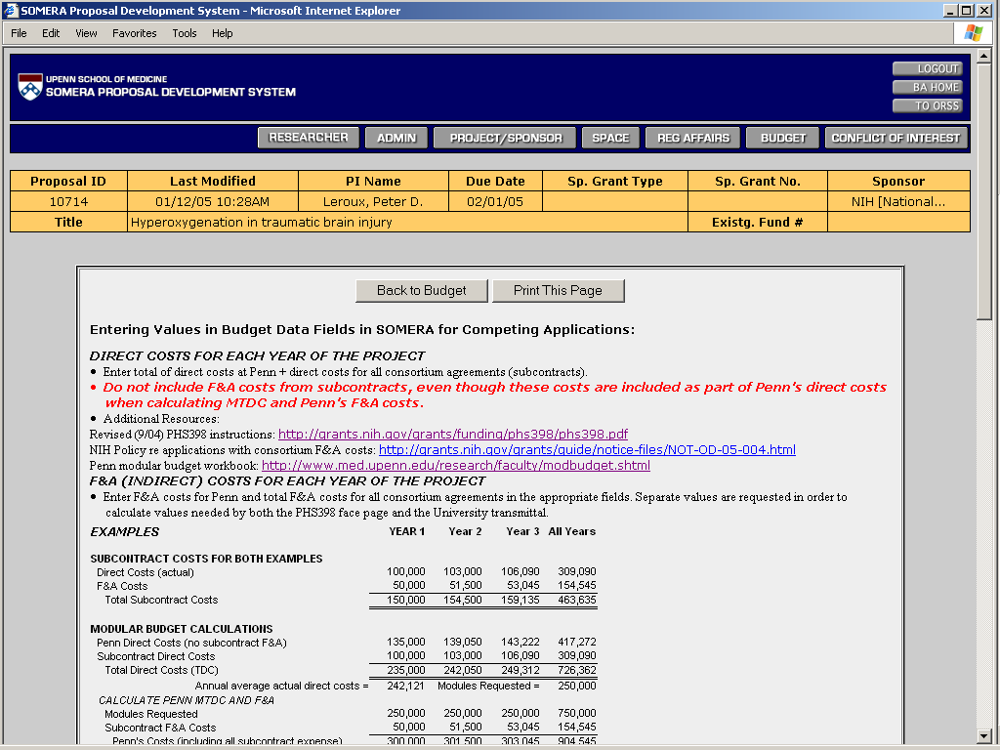 SOMERA Proposal Development System - Microsoft Internet Explorer
File Edit View Favorites Tools Help
UPENN SCHOOL OF MEDICINE
SOMERA PROPOSAL DEVELOPMENT SYSTEM
LOGOUT
BA HOME
TO ORSS
RESEARCHER ADMIN PROJECT/SPONSOR SPACE REG AFFAIRS BUDGET CONFLICT OF INTEREST
Proposal ID Last Modified PI Name Due Date Sp. Grant Type Sp. Grant No. Sponsor
10714 01/12/05 10:28AM Leroux, Peter D. 02/01/05 NIH [National...
Title Hyperoxygenation in traumatic brain injury Existg. Fund #
Back to Budget Print This Page
Entering Values in Budget Data Fields in SOMERA for Competing Applications:
DIRECT COSTS FOR EACH YEAR OF THE PROJECT
• Enter total of direct costs at Penn + direct costs for all consortium agreements (subcontracts).
• Do not include F&A costs from subcontracts, even though these costs are included as part of Penn's direct costs
when calculating MTDC and Penn's F&A costs.
• Additional Resources:
Revised (9/04) PHS398 instructions: http://grants.nih.gov/grants/funding/phs398/phs398.pdf
NIH Policy re applications with consortium F&A costs: http://grants.nih.gov/grants/guide/notice-files/NOT-OD-05-004.html
Penn modular budget workbook: http://www.med.upenn.edu/research/faculty/modbudget.shtml
F&A (INDIRECT) COSTS FOR EACH YEAR OF THE PROJECT
• Enter F&A costs for Penn and total F&A costs for all consortium agreements in the appropriate fields. Separate values are requested in order to
calculate values needed by both the PHS398 face page and the University transmittal.
EXAMPLES YEAR 1 Year 2 Year 3 All Years
SUBCONTRACT COSTS FOR BOTH EXAMPLES
Direct Costs (actual) 100,000 103,000 106,090 309,090
F&A Costs 50,000 51,500 53,045 154,545
Total Subcontract Costs 150,000 154,500 159,135 463,635
MODULAR BUDGET CALCULATIONS
Penn Direct Costs (no subcontract F&A) 135,000 139,050 143,222 417,272
Subcontract Direct Costs 100,000 103,000 106,090 309,090
Total Direct Costs (TDC) 235,000 242,050 249,312 726,362
Annual average actual direct costs = 242,121 Modules Requested = 250,000
CALCULATE PENN MTDC AND F&A
Modules Requested 250,000 250,000 250,000 750,000
Subcontract F&A Costs 50,000 51,500 53,045 154,545
Penn's Costs (including all subcontract expense) 300,000 301,500 303,045 904,545